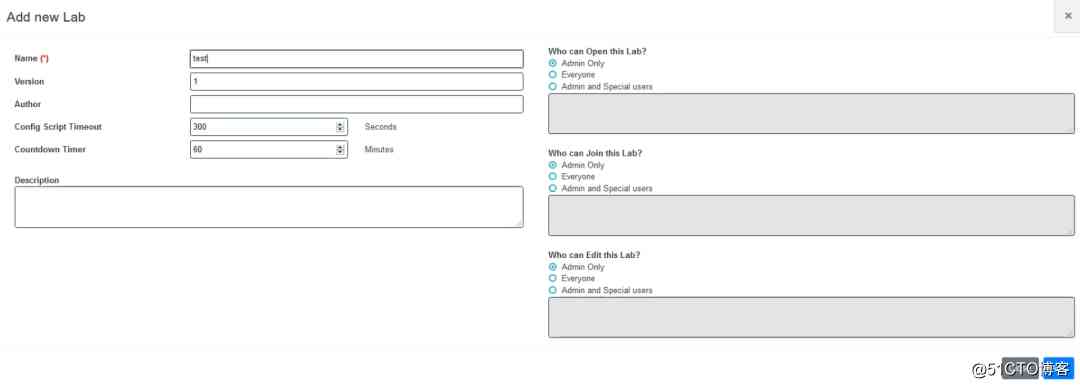 Add new Lab
×
Name (*)
test
Version
1
Author
Config Script Timeout
300
Seconds
Countdown Timer
60
Minutes
Description
Who can Open this Lab?
Admin Only
Everyone
Admin and Special users
Who can Join this Lab?
Admin Only
Everyone
Admin and Special users
Who can Edit this Lab?
Admin Only
Everyone
Admin and Special users
@51CTO博客